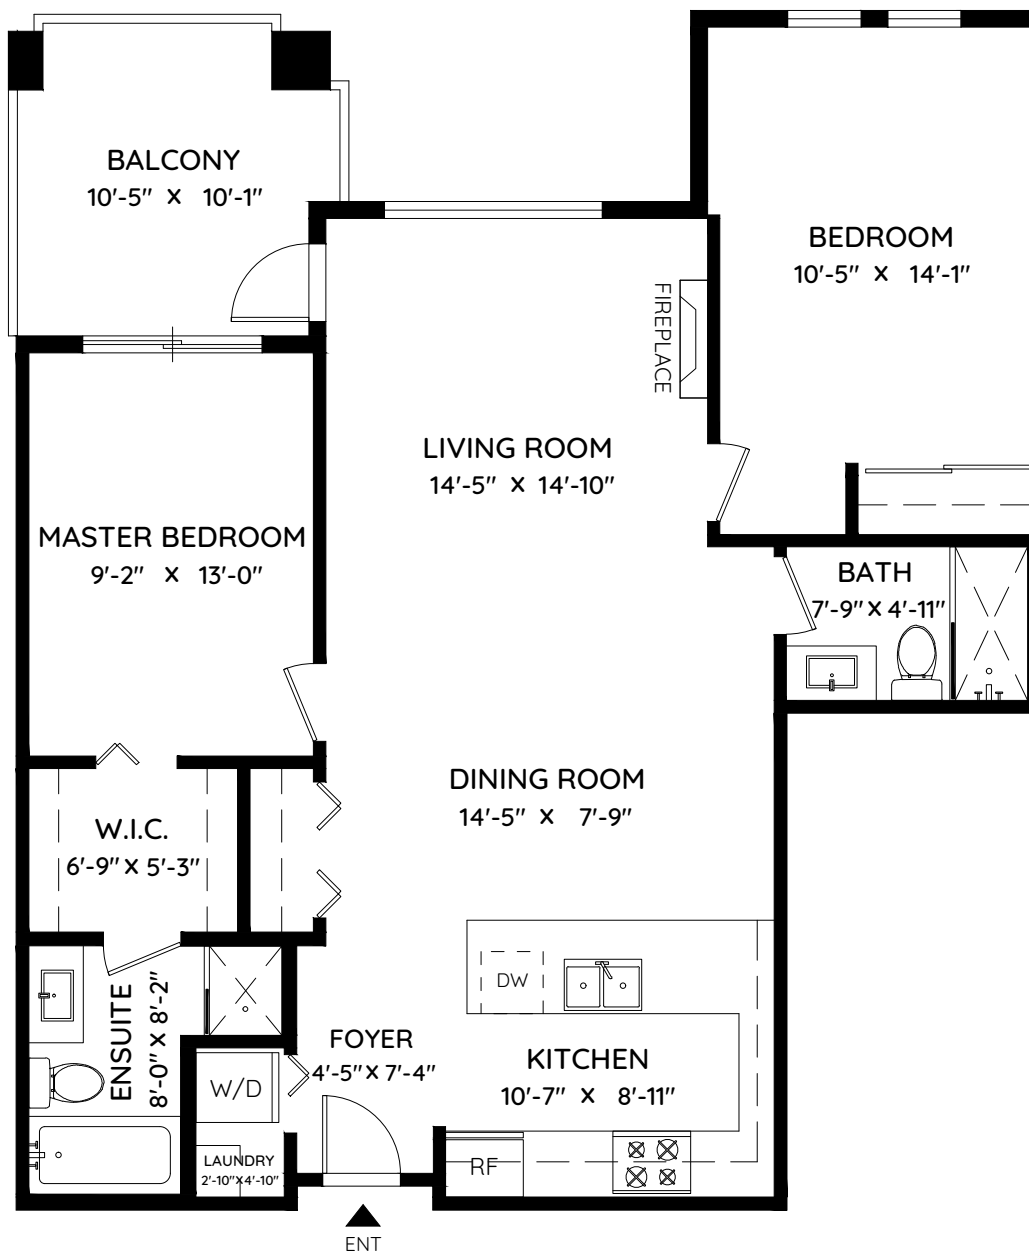 BALCONY
10'-5" X 10'-1"
BEDROOM
10'-5" X 14'-1"
FIREPLACE
LIVING ROOM
14'-5" X 14'-10"
MASTER BEDROOM
9'-2" X 13'-0"
BATH
7'-9" X 4'-11"
DINING ROOM
14'-5" X 7'-9"
W.I.C.
6'-9" X 5'-3"
DW
ENSUITE
8'-0" X 8'-2"
FOYER
4'-5" X 7'-4"
KITCHEN
10'-7" X 8'-11"
W/D
LAUNDRY
2'-10"X4'-10"
RF
ENT